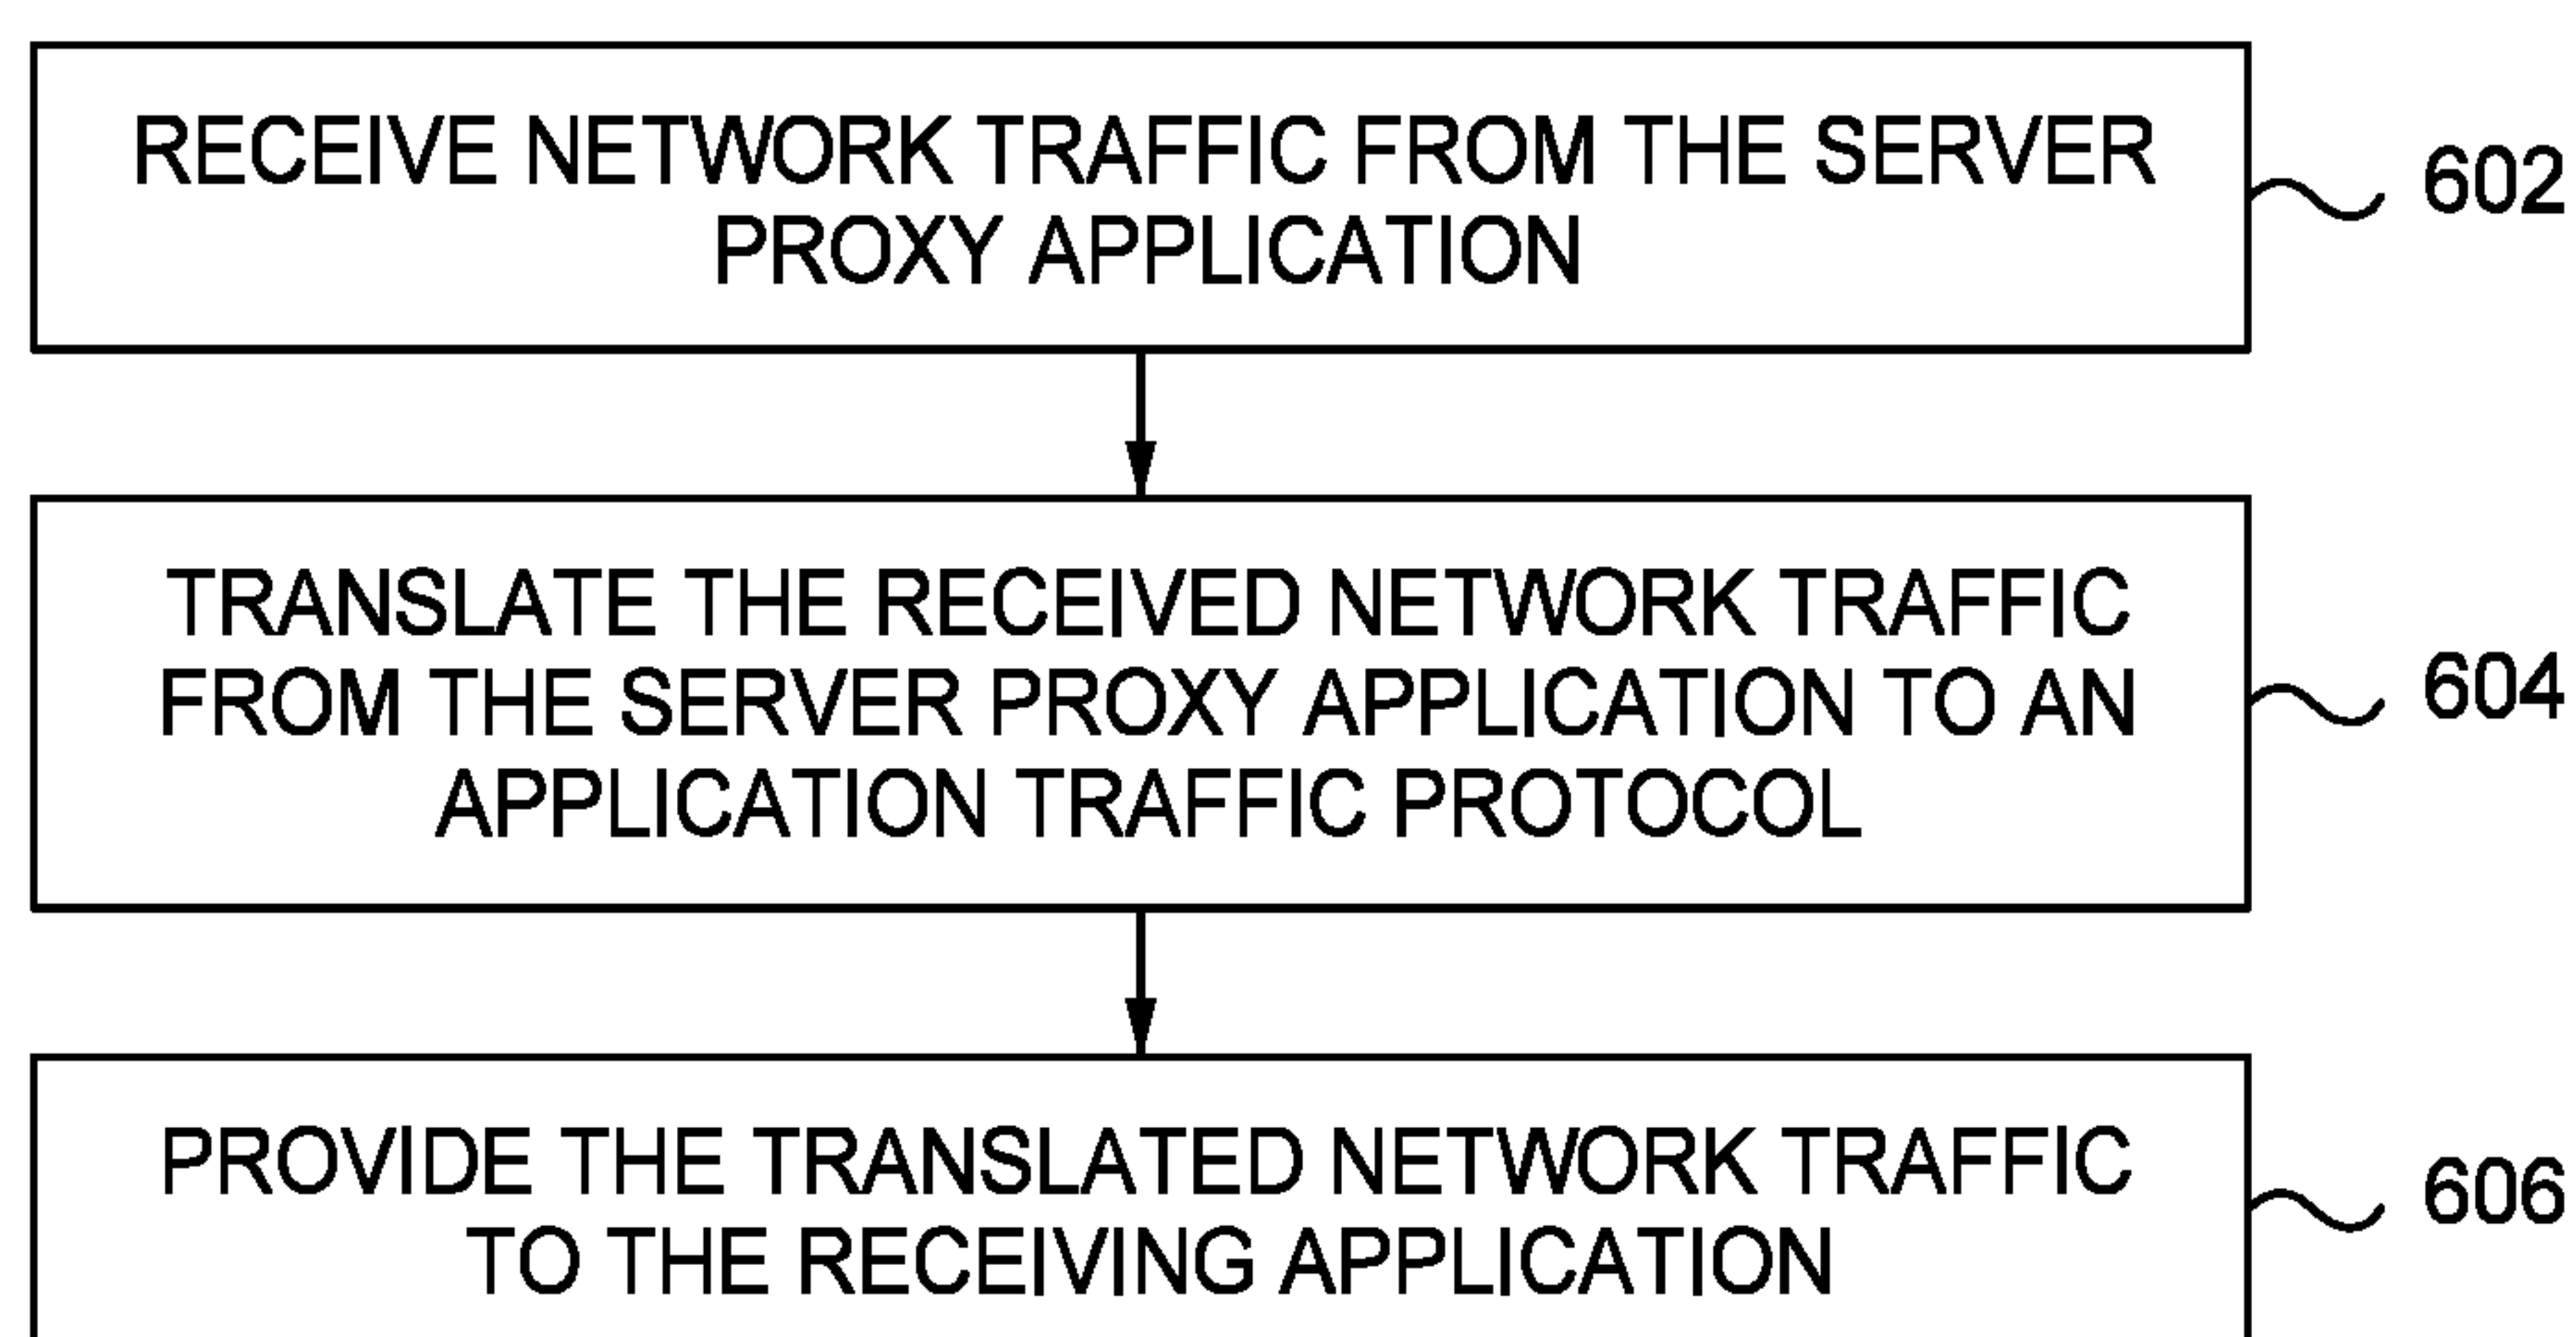 RECEIVE NETWORK TRAFFIC FROM THE SERVER
PROXY APPLICATION
602
TRANSLATE THE RECEIVED NETWORK TRAFFIC
FROM THE SERVER PROXY APPLICATION TO AN
APPLICATION TRAFFIC PROTOCOL
604
PROVIDE THE TRANSLATED NETWORK TRAFFIC
TO THE RECEIVING APPLICATION
606